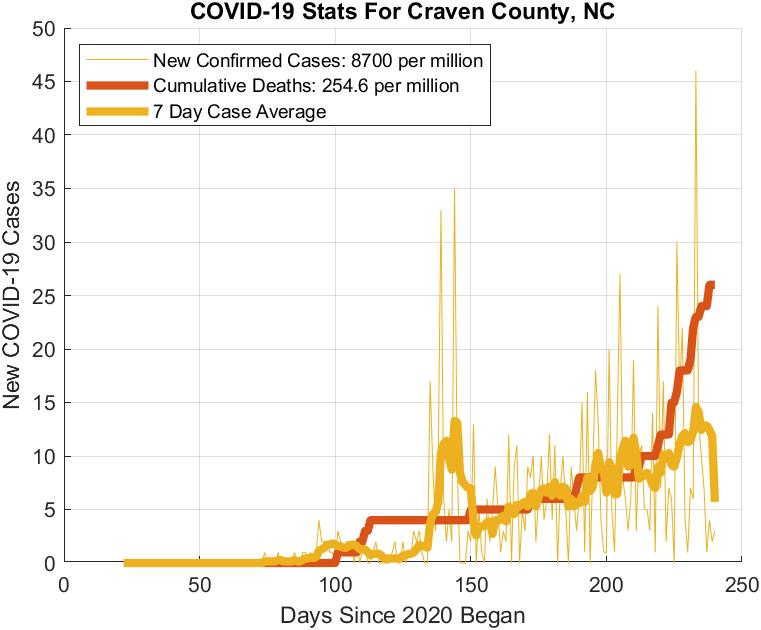 COVID-19 Stats For Craven County, NC
50
45
40
35
30
25
20
15
10
5
0
New COVID-19 Cases
New Confirmed Cases: 8700 per million
Cumulative Deaths: 254.6 per million
7 Day Case Average
0 50 100 150 200 250
Days Since 2020 Began